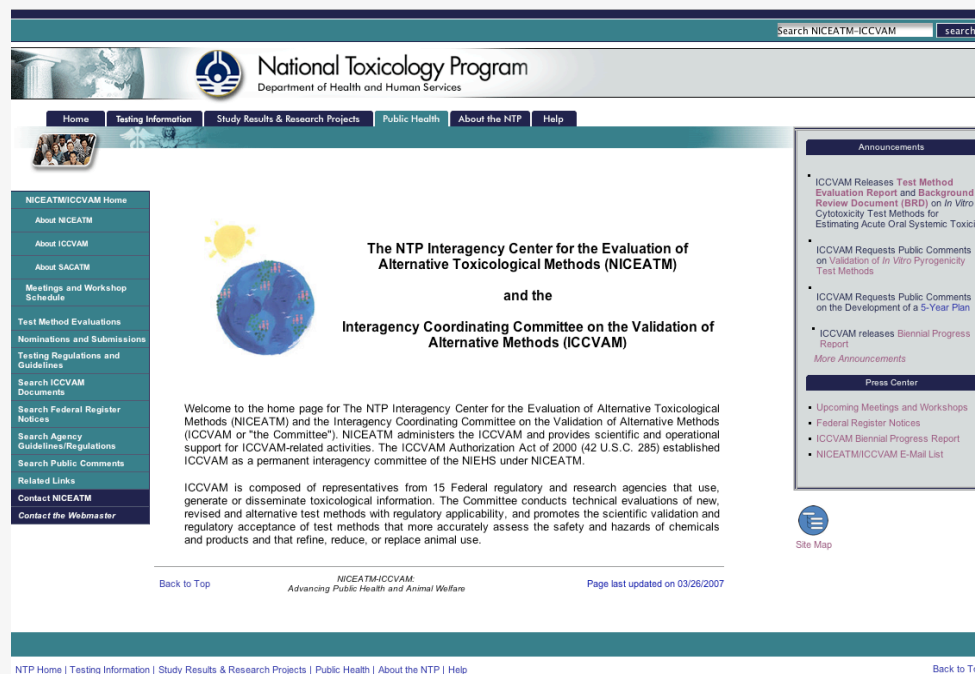 Search NICEATM-ICCVAM
search
National Toxicology Program
Department of Health and Human Services
Home
Testing Information
Study Results & Research Projects
Public Health
About the NTP
Help
NICEATM/ICCVAM Home
About NICEATM
About ICCVAM
About SACATM
Meetings and Workshop
Schedule
Test Method Evaluations
Nominations and Submissions
Testing Regulations and
Guidelines
Search ICCVAM
Documents
Search Federal Register
Notices
Search Agency
Guidelines/Regulations
Search Public Comments
Related Links
Contact NICEATM
Contact the Webmaster
The NTP Interagency Center for the Evaluation of
Alternative Toxicological Methods (NICEATM)
and the
Interagency Coordinating Committee on the Validation of
Alternative Methods (ICCVAM)
Welcome to the home page for The NTP Interagency Center for the Evaluation of Alternative Toxicological
Methods (NICEATM) and the Interagency Coordinating Committee on the Validation of Alternative Methods
(ICCVAM or "the Committee"). NICEATM administers the ICCVAM and provides scientific and operational
support for ICCVAM-related activities. The ICCVAM Authorization Act of 2000 (42 U.S.C. 285) established
ICCVAM as a permanent interagency committee of the NIEHS under NICEATM.
ICCVAM is composed of representatives from 15 Federal regulatory and research agencies that use,
generate or disseminate toxicological information. The Committee conducts technical evaluations of new,
revised and alternative test methods with regulatory applicability, and promotes the scientific validation and
regulatory acceptance of test methods that more accurately assess the safety and hazards of chemicals
and products and that refine, reduce, or replace animal use.
Back to Top
NICEATM-ICCVAM:
Advancing Public Health and Animal Welfare
Page last updated on 03/26/2007
Announcements
ICCVAM Releases Test Method
Evaluation Report and Background
Review Document (BRD) on In Vitro
Cytotoxicity Test Methods for
Estimating Acute Oral Systemic Toxici
ICCVAM Requests Public Comments
on Validation of In Vitro Pyrogenicity
Test Methods
ICCVAM Requests Public Comments
on the Development of a 5-Year Plan
ICCVAM releases Biennial Progress
Report
More Announcements
Press Center
Upcoming Meetings and Workshops
Federal Register Notices
ICCVAM Biennial Progress Report
NICEATM/ICCVAM E-Mail List
Site Map
NTP Home | Testing Information | Study Results & Research Projects | Public Health | About the NTP | Help
Back to To